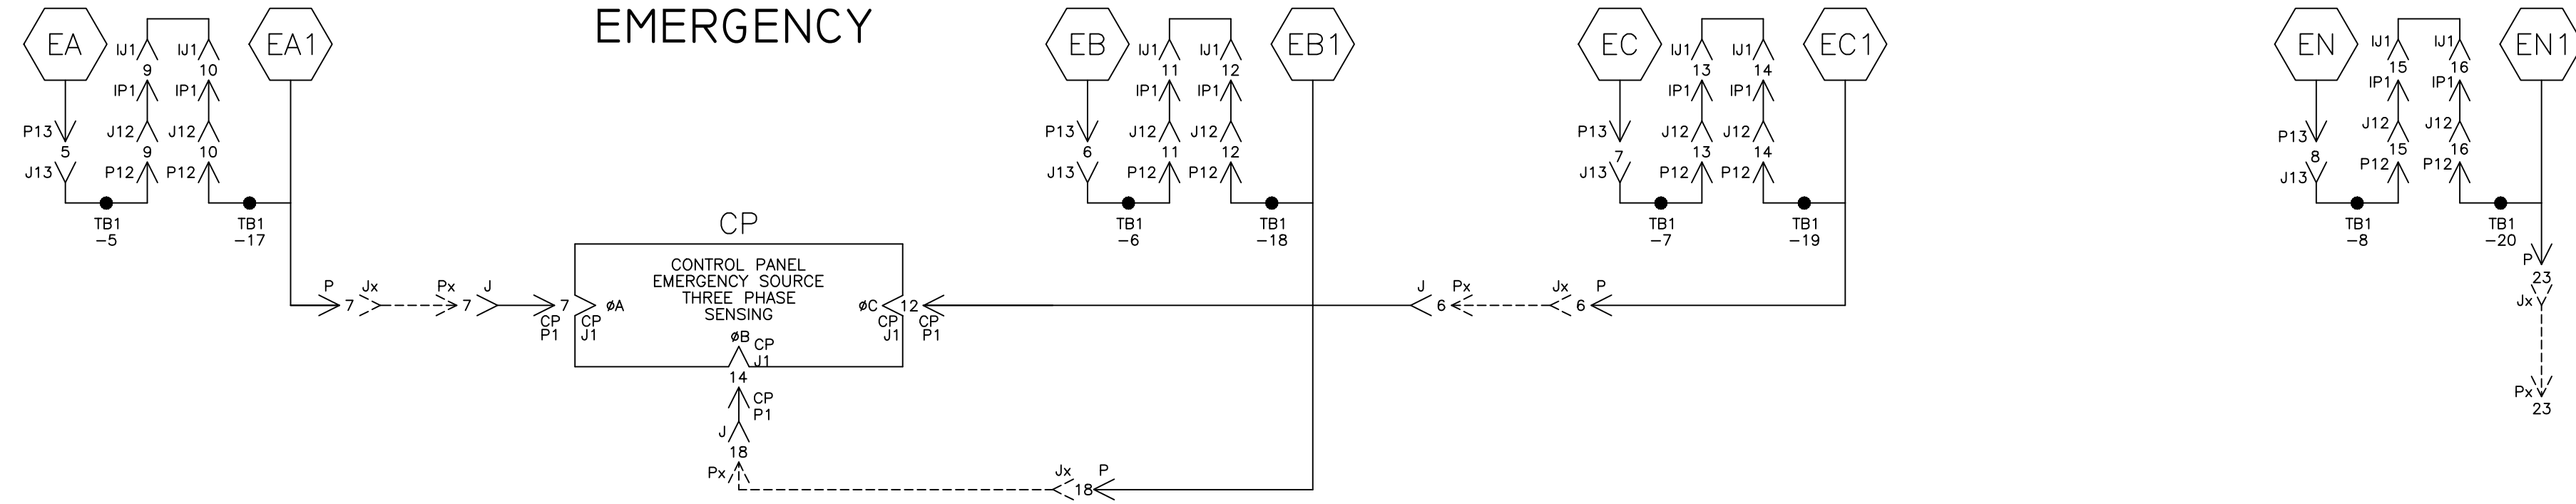 EMERGENCY
EA
IJ1
IJ1
EA1
9
10
IP1
IP1
P13
J12
J12
5
9
10
J13
P12
P12
TB1
-5
TB1
-17
EB
IJ1
IJ1
EB1
11
12
IP1
IP1
P13
J12
J12
6
11
12
J13
P12
P12
TB1
-6
TB1
-18
EC
IJ1
IJ1
EC1
13
14
IP1
IP1
P13
J12
J12
7
13
14
J13
P12
P12
TB1
-7
TB1
-19
EN
IJ1
IJ1
EN1
15
16
IP1
IP1
P13
J12
J12
8
15
16
J13
P12
P12
TB1
-8
TB1
-20
P
23
Jx
Px
23
CP
CONTROL PANEL
EMERGENCY SOURCE
THREE PHASE
SENSING
P
7
Jx
Px
7
J
7
CP
P1
CP
J1
øA
øC
12
CP
J1
CP
P1
J
6
Px
Jx
6
P
øB
CP
J1
14
CP
P1
J
18
Px
Jx
18
P